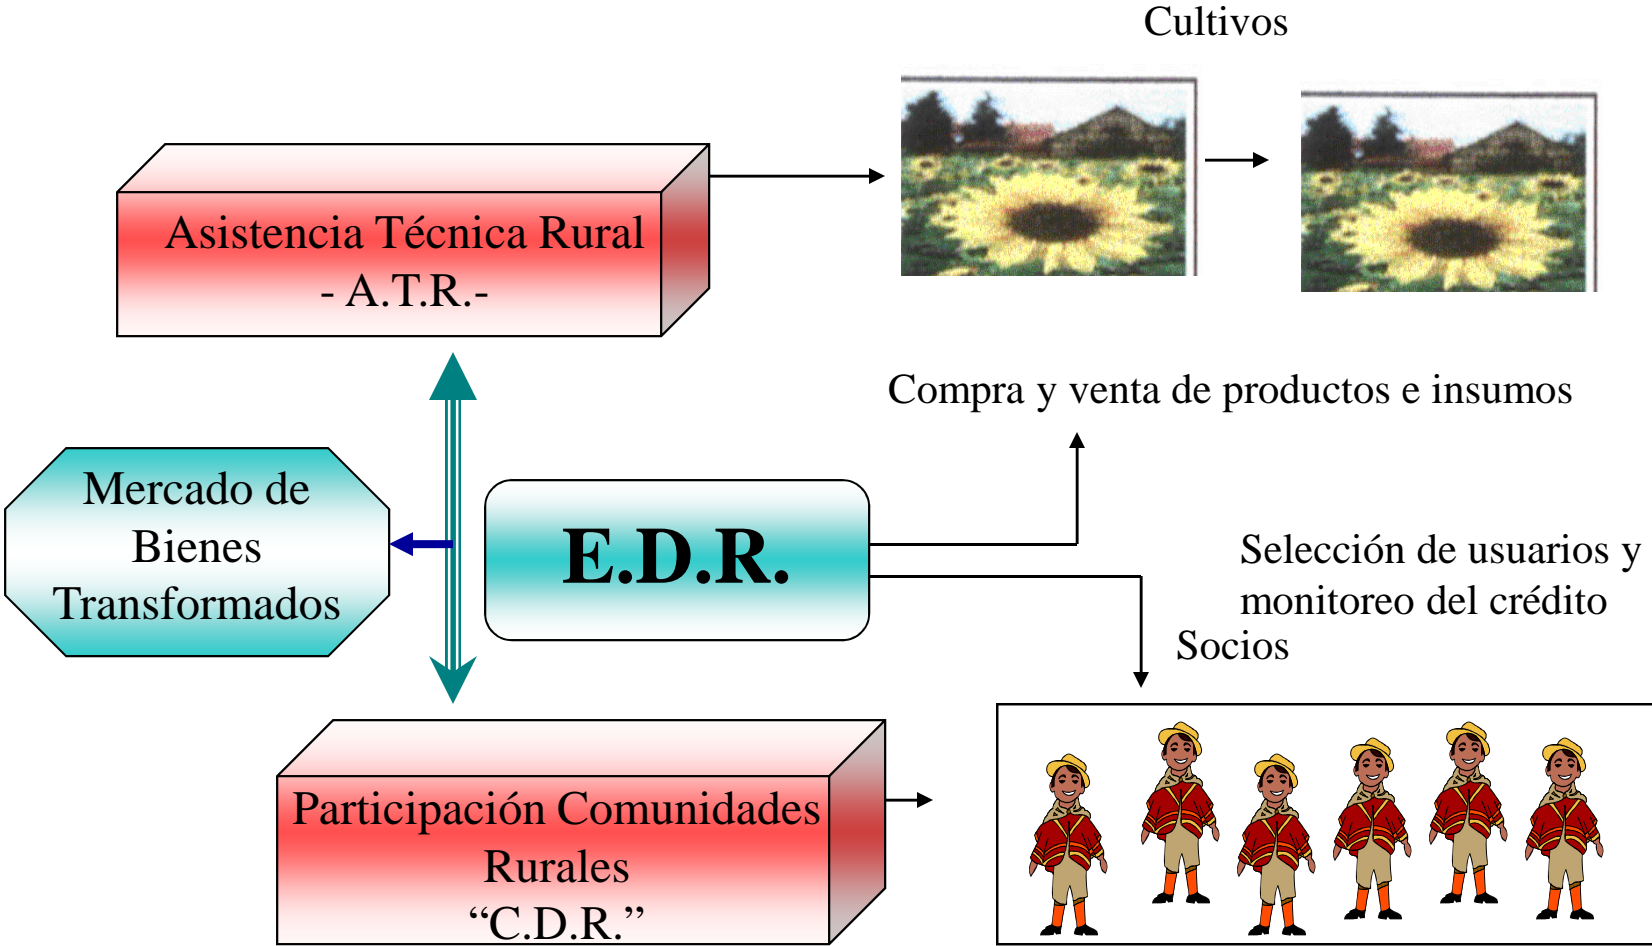 Cultivos
Asistencia Técnica Rural
- A.T.R.-
Compra y venta de productos e insumos
Mercado de
Bienes
Transformados
E.D.R.
Selección de usuarios y
monitoreo del crédito
Socios
Participación Comunidades
Rurales
“C.D.R.”